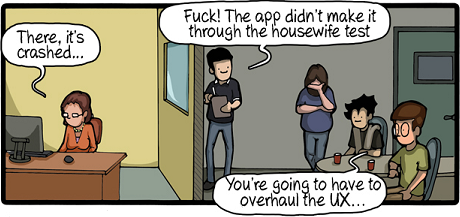 There, it's
crashed...
Fuck! The app didn't make it
through the housewife test
You're going to have to
overhaul the UX...